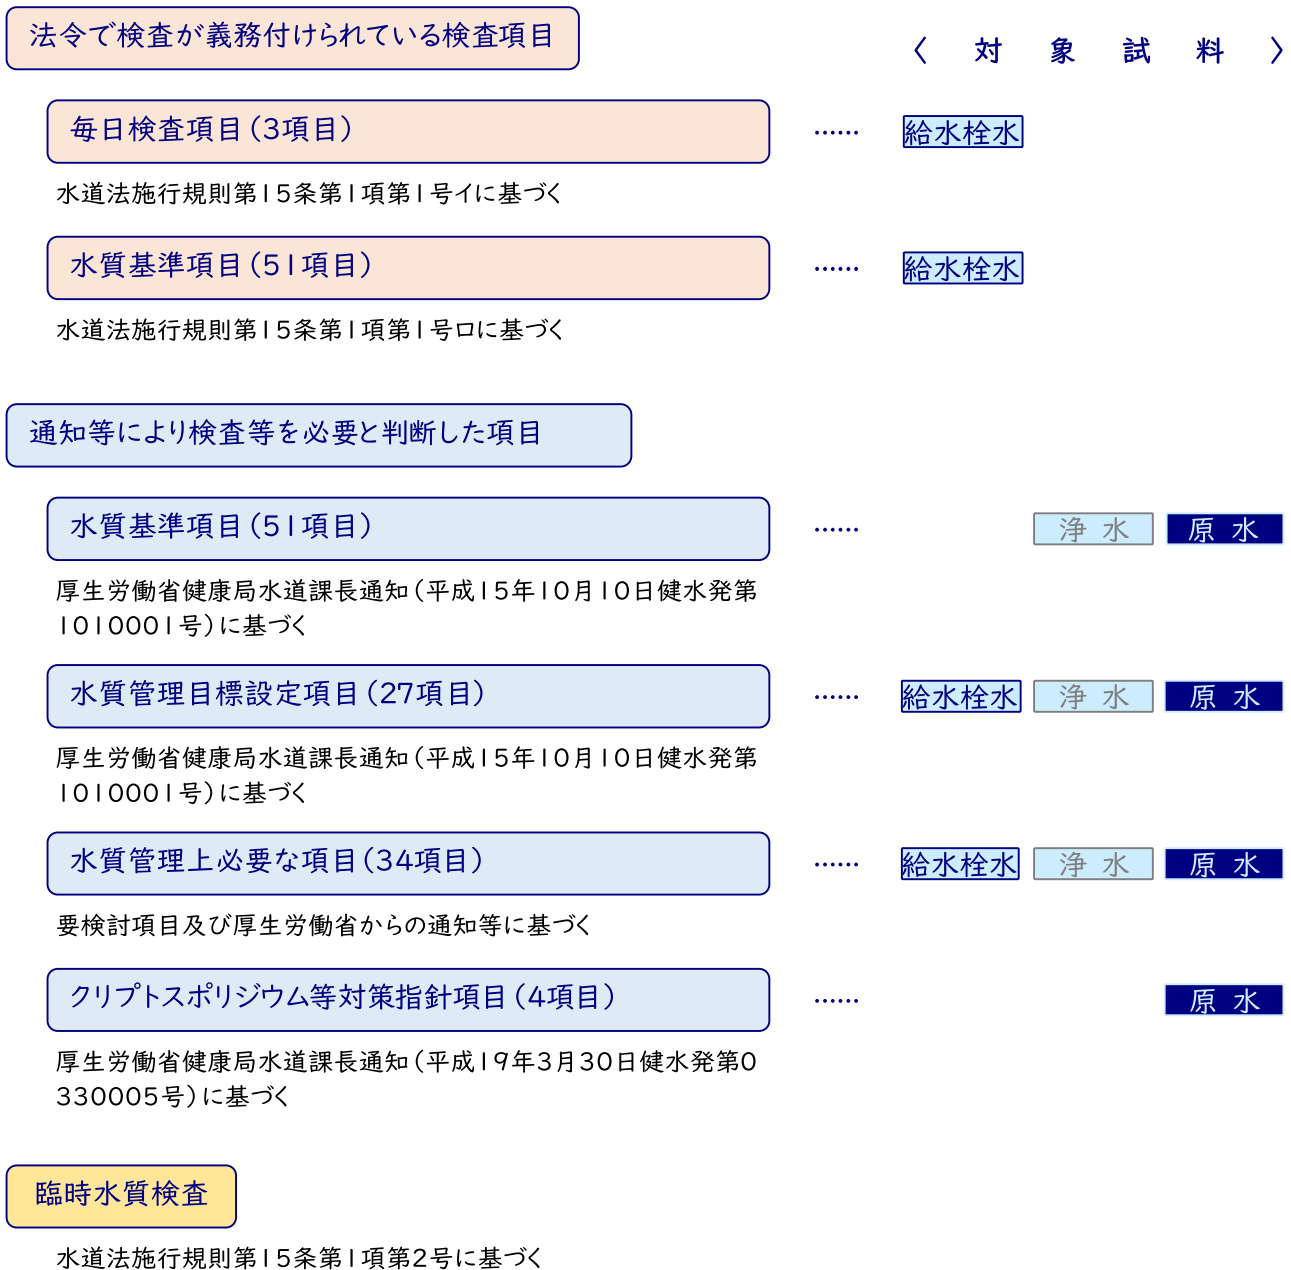 法令で検査が義務付けられている検査項目
〈 対 象 試 料 〉
毎日検査項目（3項目） …… 給水栓水
水道法施行規則第15条第1項第1号イに基づく
水質基準項目（51項目） …… 給水栓水
水道法施行規則第15条第1項第1号ロに基づく
通知等により検査等を必要と判断した項目
水質基準項目（51項目） …… 浄 水 原 水
厚生労働省健康局水道課長通知（平成15年10月10日健水発第
1010001号）に基づく
水質管理目標設定項目（27項目） …… 給水栓水 浄 水 原 水
厚生労働省健康局水道課長通知（平成15年10月10日健水発第
1010001号）に基づく
水質管理上必要な項目（34項目） …… 給水栓水 浄 水 原 水
要検討項目及び厚生労働省からの通知等に基づく
クリプトスポリジウム等対策指針項目（4項目） …… 原 水
厚生労働省健康局水道課長通知（平成19年3月30日健水発第0
330005号）に基づく
臨時水質検査
水道法施行規則第15条第1項第2号に基づく